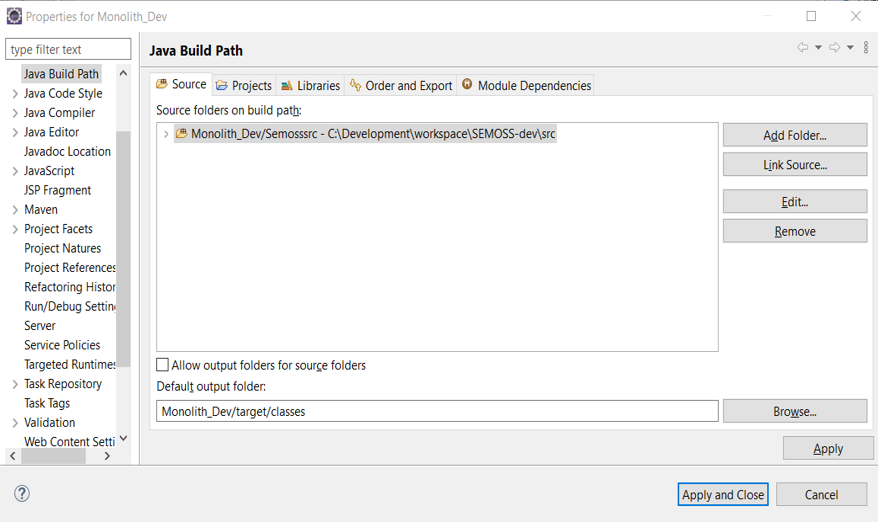 Properties for Monolith_Dev
type filter text
Java Build Path
Java Code Style
Java Compiler
Java Editor
Javadoc Location
JavaScript
JSP Fragment
Maven
Project Facets
Project Natures
Project References
Refactoring Histor
Run/Debug Settin
Server
Service Policies
Targeted Runtimes
Task Repository
Task Tags
Validation
Web Content Setti
Java Build Path
Source Projects Libraries Order and Export Module Dependencies
Source folders on build path:
Monolith_Dev/Semosssrc - C:\Development\workspace\SEMOSS-dev\src
Add Folder...
Link Source...
Edit...
Remove
Allow output folders for source folders
Default output folder:
Monolith_Dev/target/classes
Browse...
Apply
Apply and Close Cancel